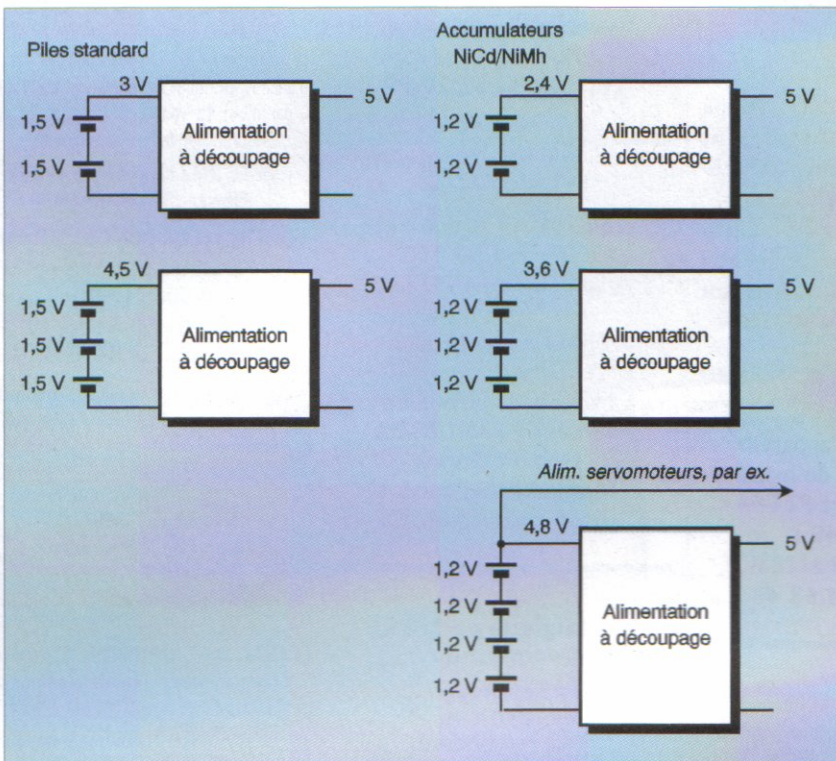 Piles standard
3 V
1,5 V
1,5 V
Alimentation
à découpage
5 V
Accumulateurs
NiCd/NiMh
2,4 V
1,2 V
1,2 V
Alimentation
à découpage
5 V
4,5 V
1,5 V
1,5 V
1,5 V
Alimentation
à découpage
5 V
3,6 V
1,2 V
1,2 V
1,2 V
Alimentation
à découpage
5 V
Alim. servomoteurs, par ex.
4,8 V
1,2 V
1,2 V
1,2 V
1,2 V
Alimentation
à découpage
5 V